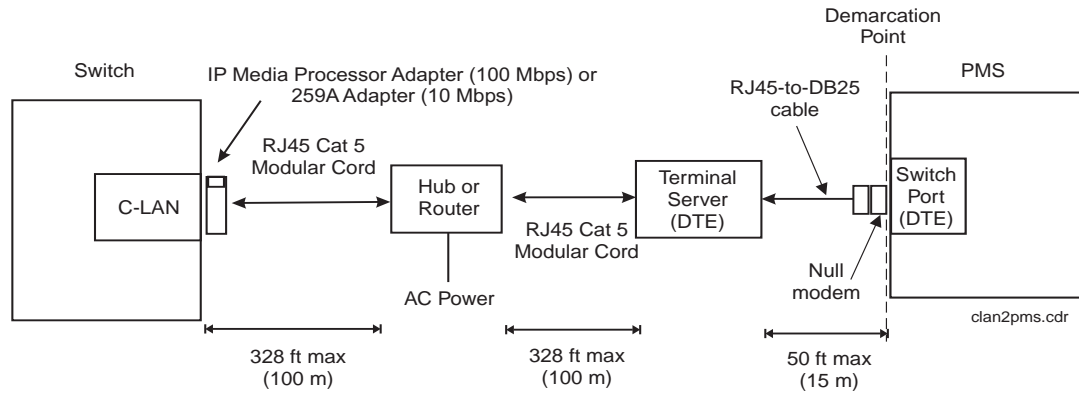 Demarcation
Point
Switch
PMS
IP Media Processor Adapter (100 Mbps) or
259A Adapter (10 Mbps)
RJ45-to-DB25
cable
RJ45 Cat 5
Modular Cord
C-LAN
Hub or
Router
Terminal
Server
(DTE)
Switch
Port
(DTE)
RJ45 Cat 5
Modular Cord
Null
modem
AC Power
clan2pms.cdr
328 ft max
(100 m)
328 ft max
(100 m)
50 ft max
(15 m)